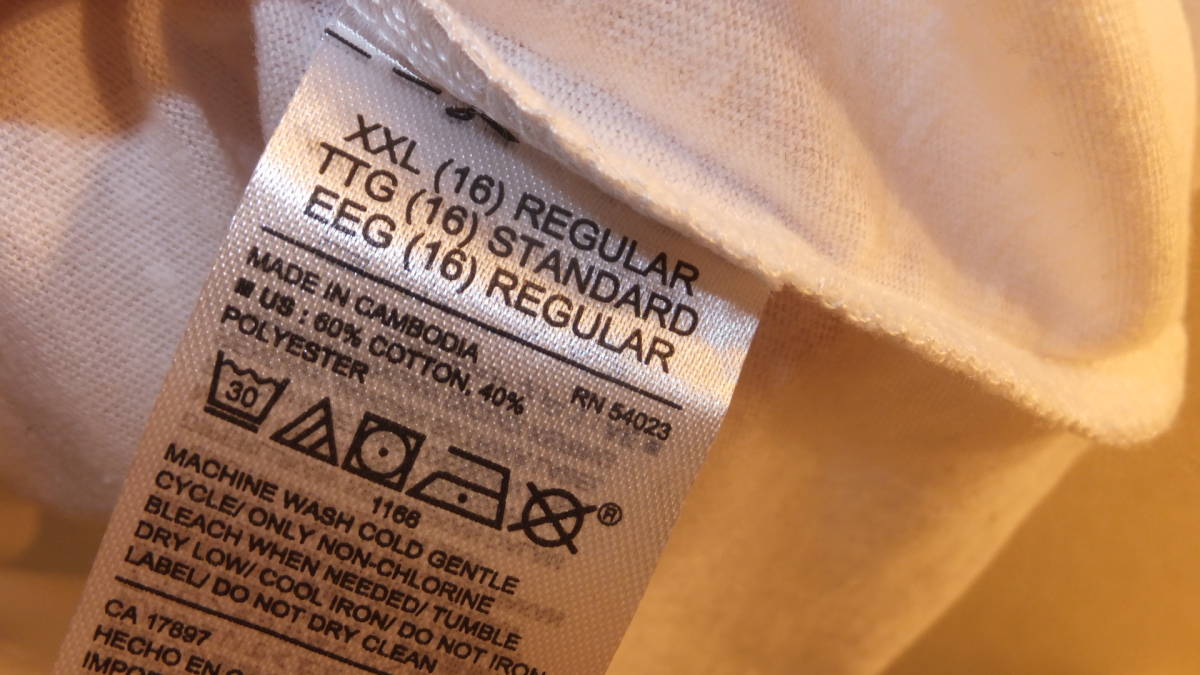 XXL (16) REGULAR
TTG (16) STANDARD
EEG (16) REGULAR
MADE IN CAMBODIA
RN 54023
■ US : 60% COTTON, 40%
POLYESTER
30
1166
®
MACHINE WASH COLD GENTLE
CYCLE/ ONLY NON-CHLORINE
BLEACH WHEN NEEDED/ TUMBLE
DRY LOW/ COOL IRON/ DO NOT IRON
LABEL/ DO NOT DRY CLEAN
CA 17897
HECHO EN